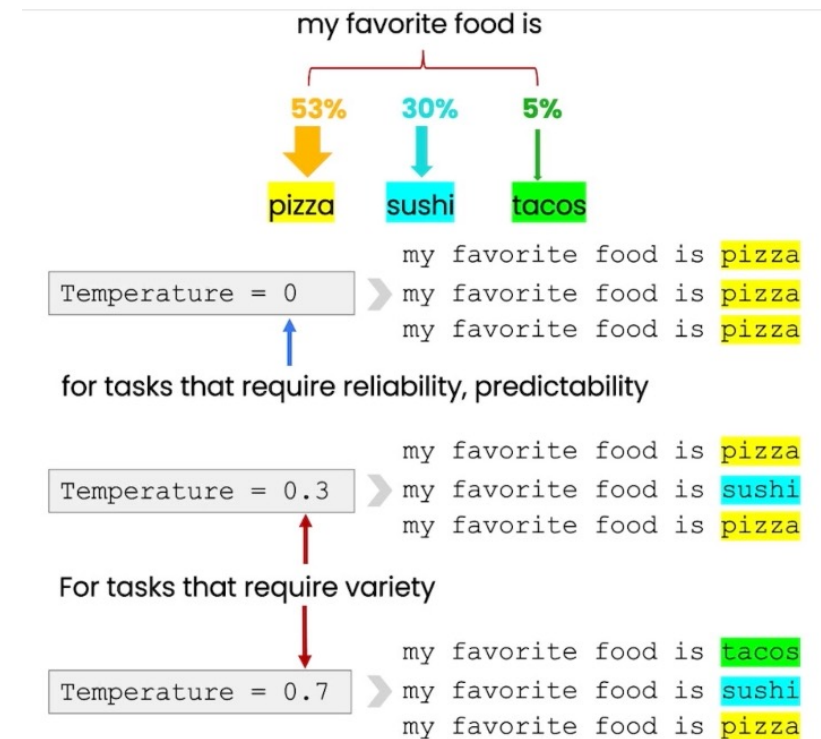 my favorite food is
53% 30% 5%
pizza sushi tacos
my favorite food is pizza
Temperature = 0
my favorite food is pizza
my favorite food is pizza
for tasks that require reliability, predictability
my favorite food is pizza
Temperature = 0.3
my favorite food is sushi
my favorite food is pizza
For tasks that require variety
my favorite food is tacos
Temperature = 0.7
my favorite food is sushi
my favorite food is pizza